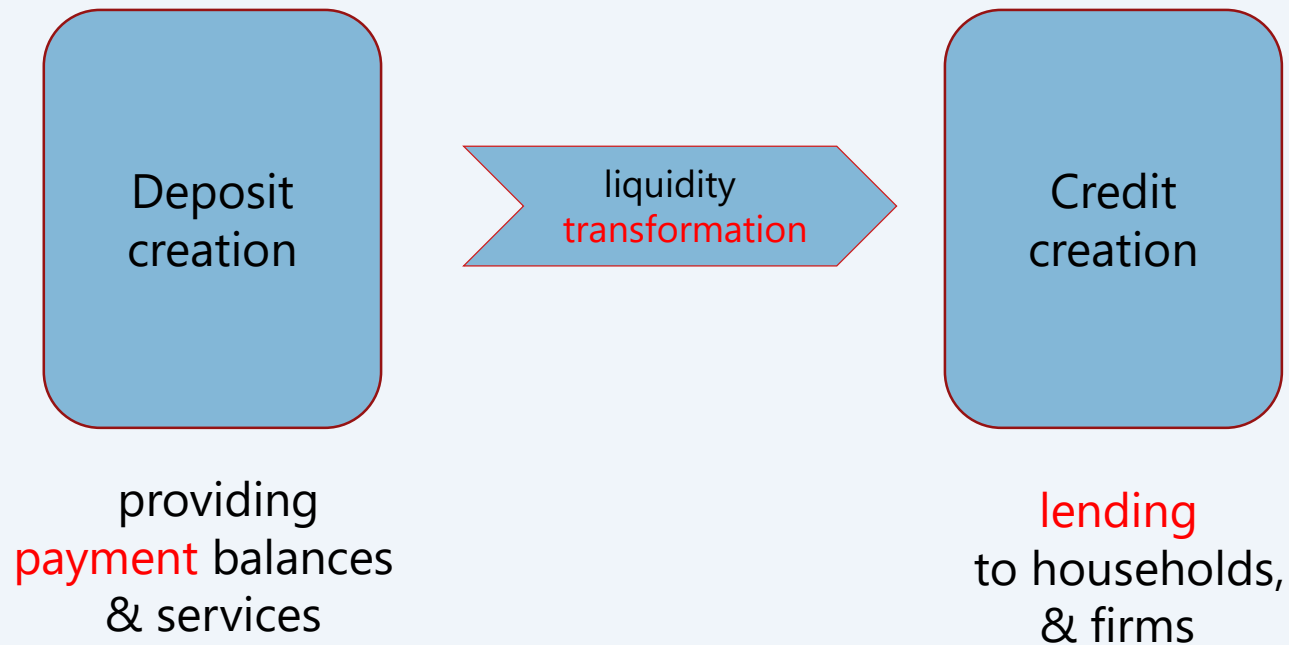 Deposit
creation
liquidity
transformation
Credit
creation
providing
payment balances
& services
lending
to households,
& firms